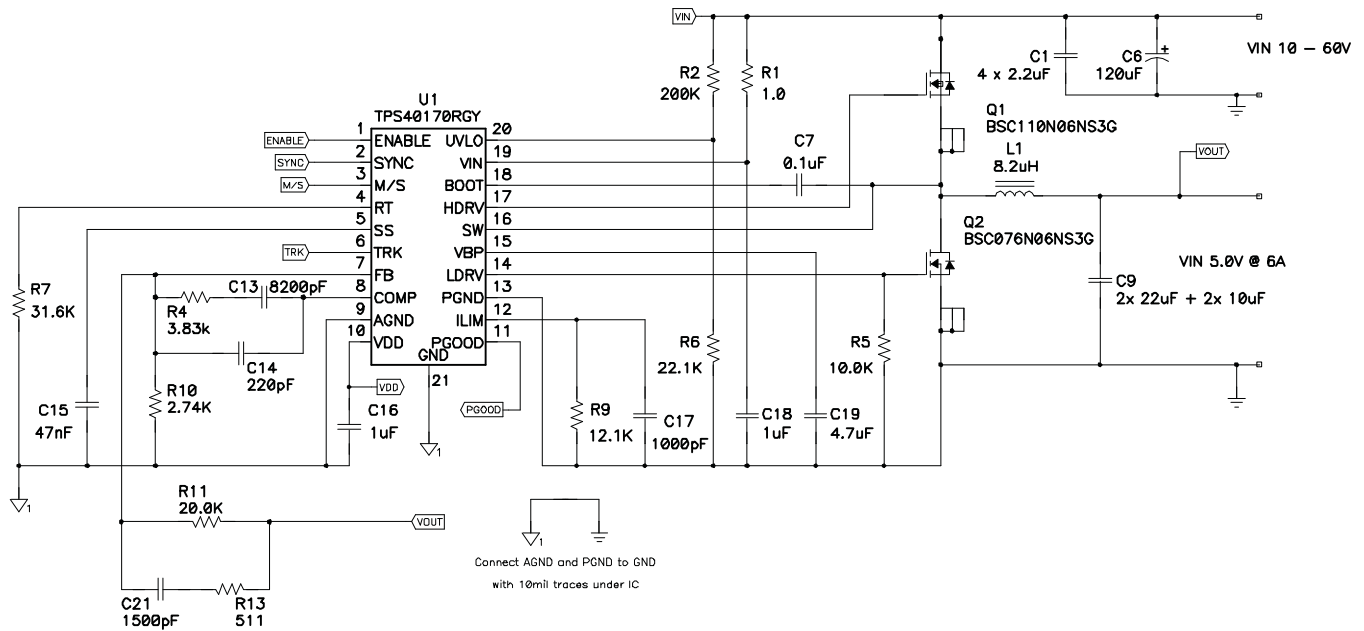 VIN
VIN 10 – 60V
C1
4 x 2.2uF
C6
+
120uF
R2
200K
R1
1.0
Q1
BSC110N06NS3G
L1
8.2uH
VOUT
C7
0.1uF
U1
TPS40170RGY
ENABLE 1 ENABLE
SYNC 2 SYNC
M/S 3 M/S
4 RT
5 SS
TRK 6 TRK
7 FB
8 COMP
9 AGND
10 VDD
UVLO 20
VIN 19
BOOT 18
HDRV 17
SW 16
VBP 15
LDRV 14
PGND 13
ILIM 12
PGOOD 11
GND
21
Q2
BSC076N06NS3G
VIN 5.0V @ 6A
C9
2x 22uF + 2x 10uF
R7
31.6K
C13 8200pF
R4
3.83k
C14
220pF
R10
2.74K
C15
47nF
VDD
C16
1uF
PGOOD
1
R9
12.1K
C17
1000pF
R6
22.1K
C18
1uF
C19
4.7uF
R5
10.0K
1
R11
20.0K
VOUT
C21
1500pF
R13
511
1
Connect AGND and PGND to GND
with 10mil traces under IC